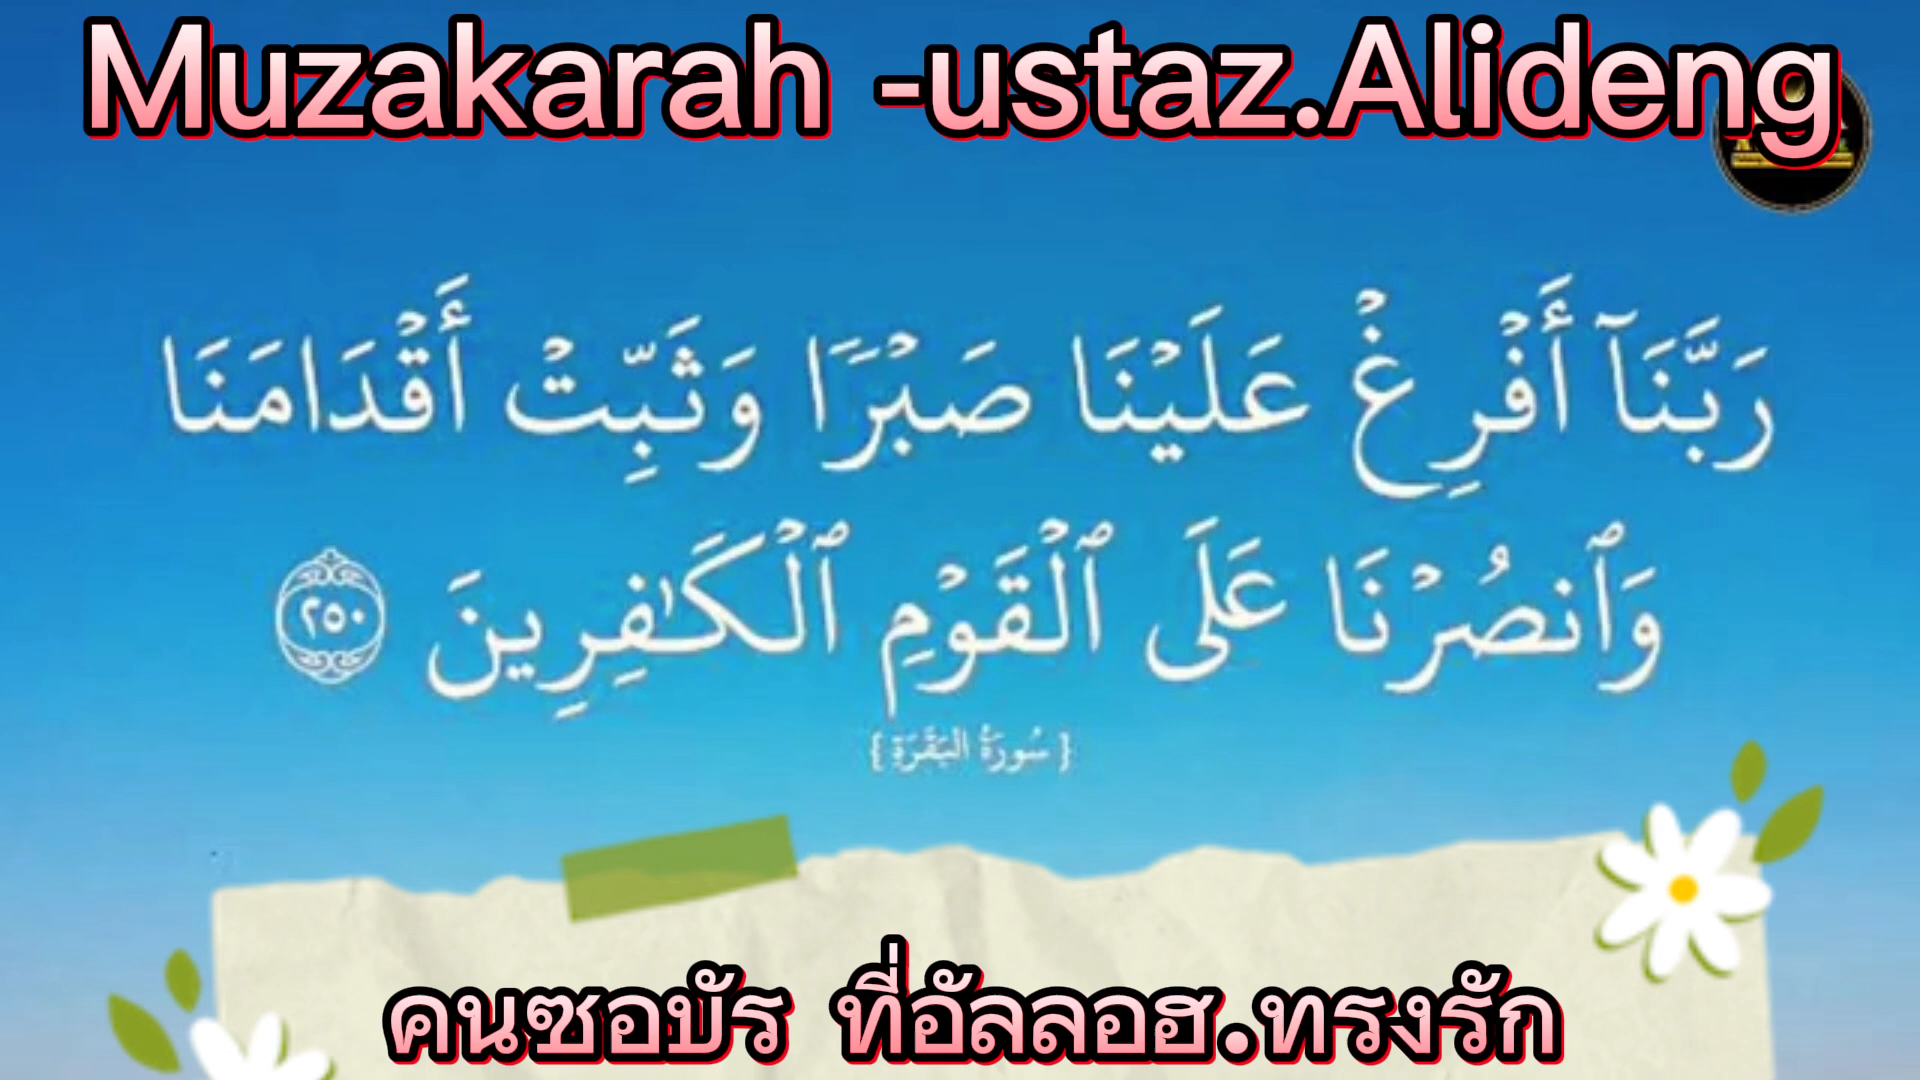 Muzakarah -ustaz.Alideng
رَبَّنَآ أَفۡرِغۡ عَلَيۡنَا صَبۡرٗا وَثَبِّتۡ أَقۡدَامَنَا
وَٱنصُرۡنَا عَلَى ٱلۡقَوۡمِ ٱلۡكَٰفِرِينَ ٢٥٠
{ سُورَةُ البَقَرَةِ }
คนซอบัร ที่อัลลอฮ.ทรงรัก